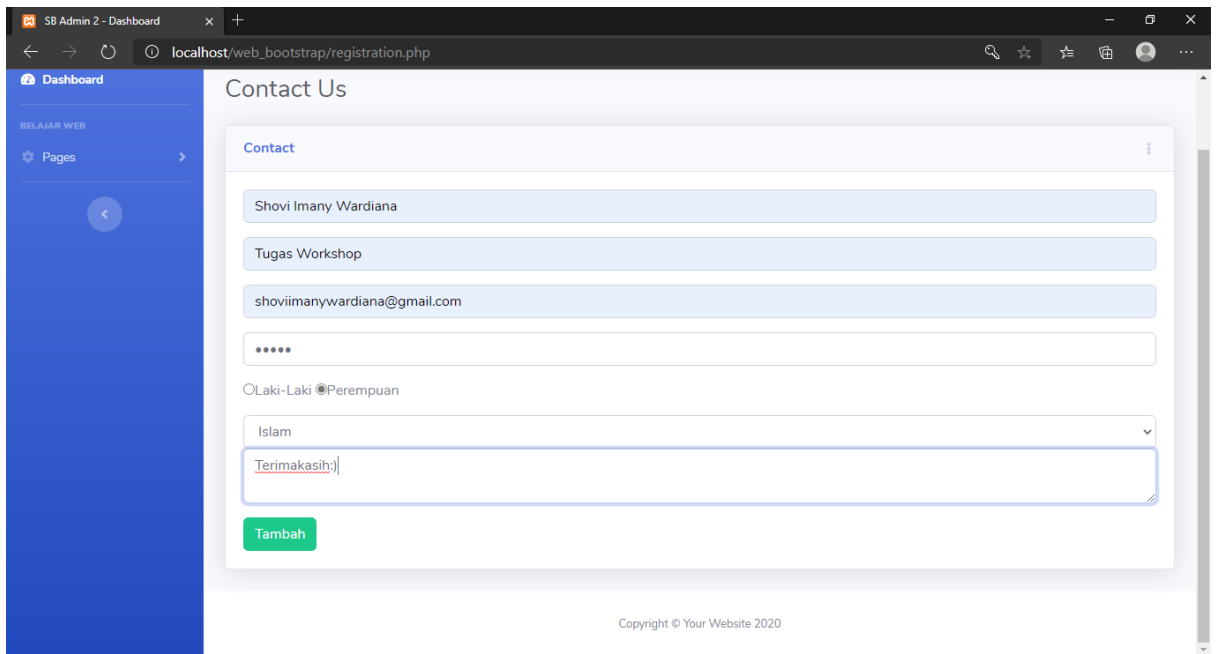 SB Admin 2 - Dashboard
localhost/web_bootstrap/registration.php
Dashboard
BELAJAR WEB
Pages
Contact Us
Contact
Shovi Imany Wardiana
Tugas Workshop
shoviimanywardiana@gmail.com
•••••
Laki-Laki Perempuan
Islam
Terimakasih:)
Tambah
Copyright © Your Website 2020